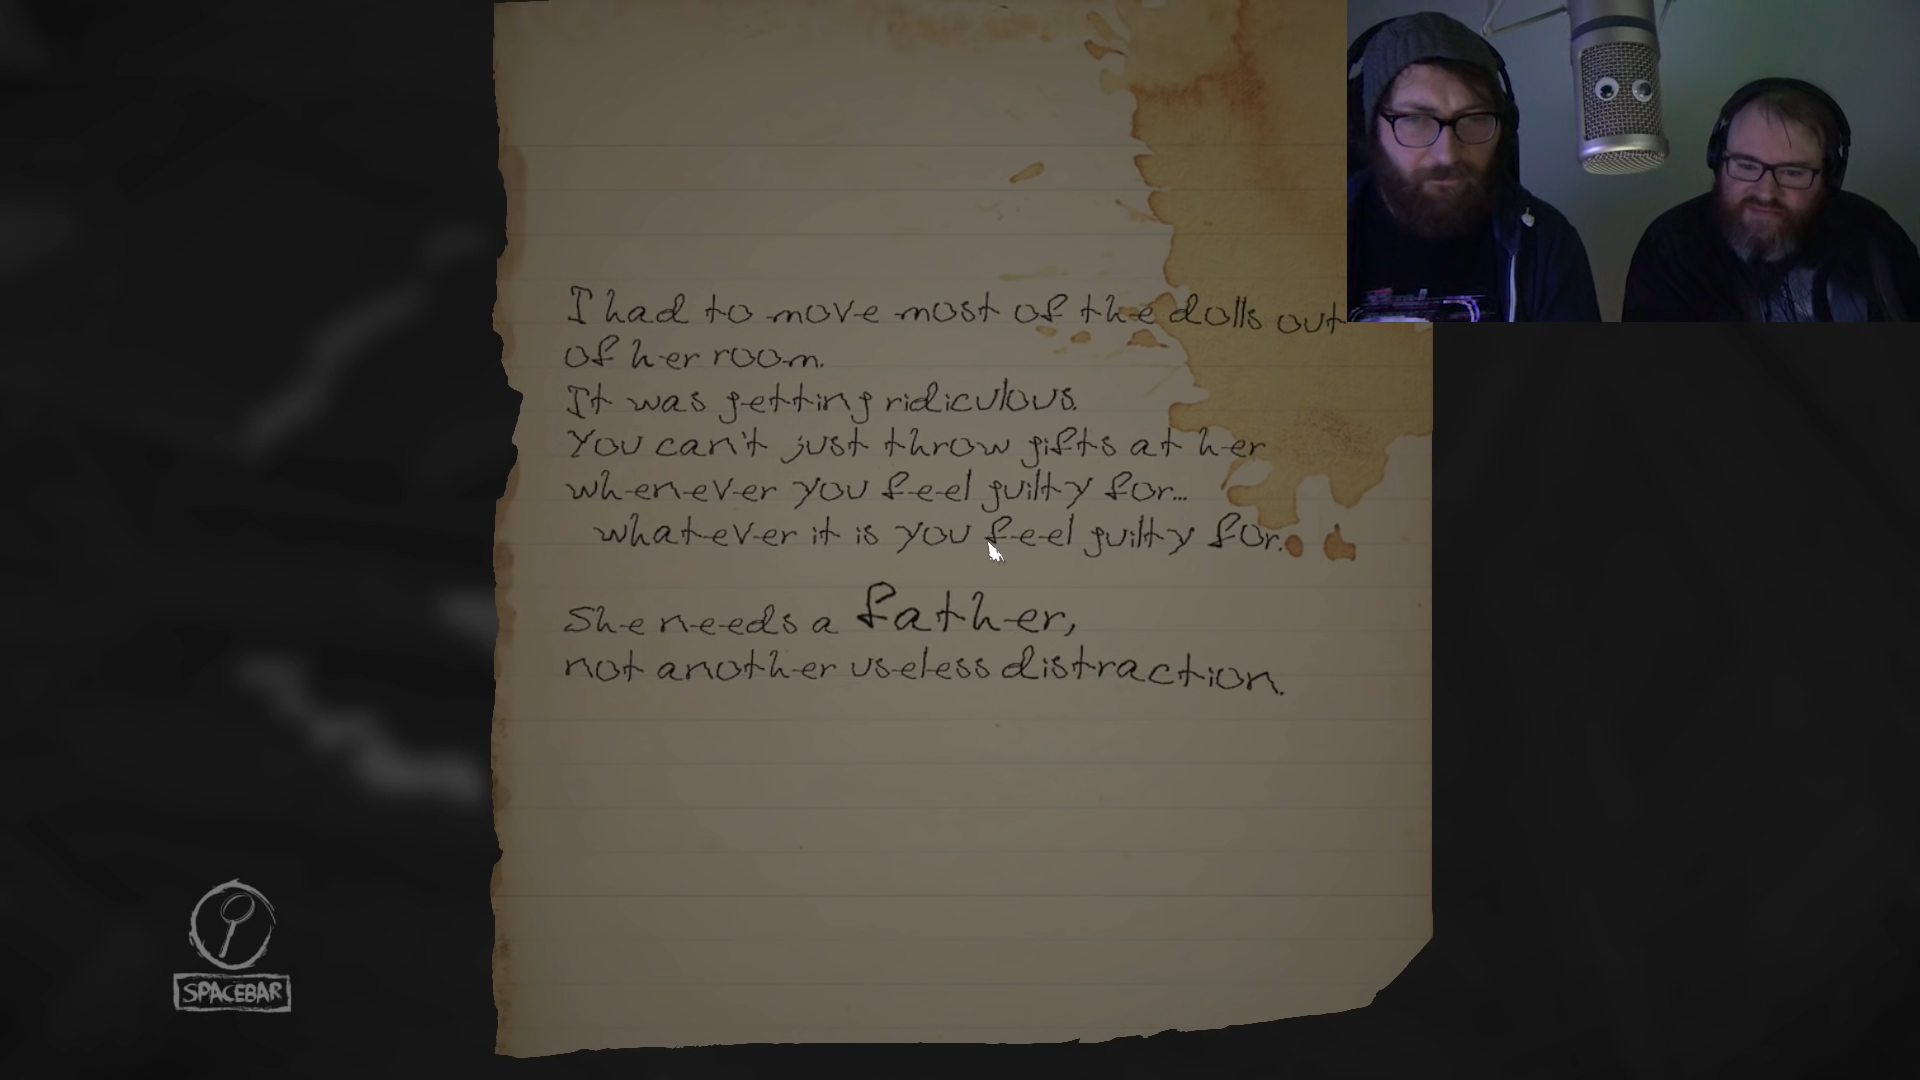 I had to move most of the dolls out
of her room.
It was getting ridiculous.
You can't just throw gifts at her
whenever you feel guilty for...
whatever it is you feel guilty for.
She needs a father,
not another useless distraction.
SPACEBAR